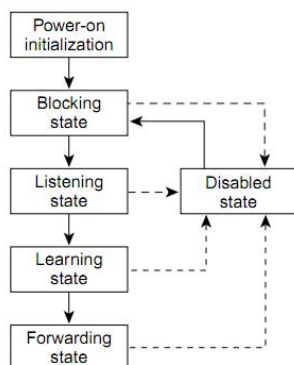 Power-on
initialization
Blocking
state
Listening
state
Disabled
state
Learning
state
Forwarding
state